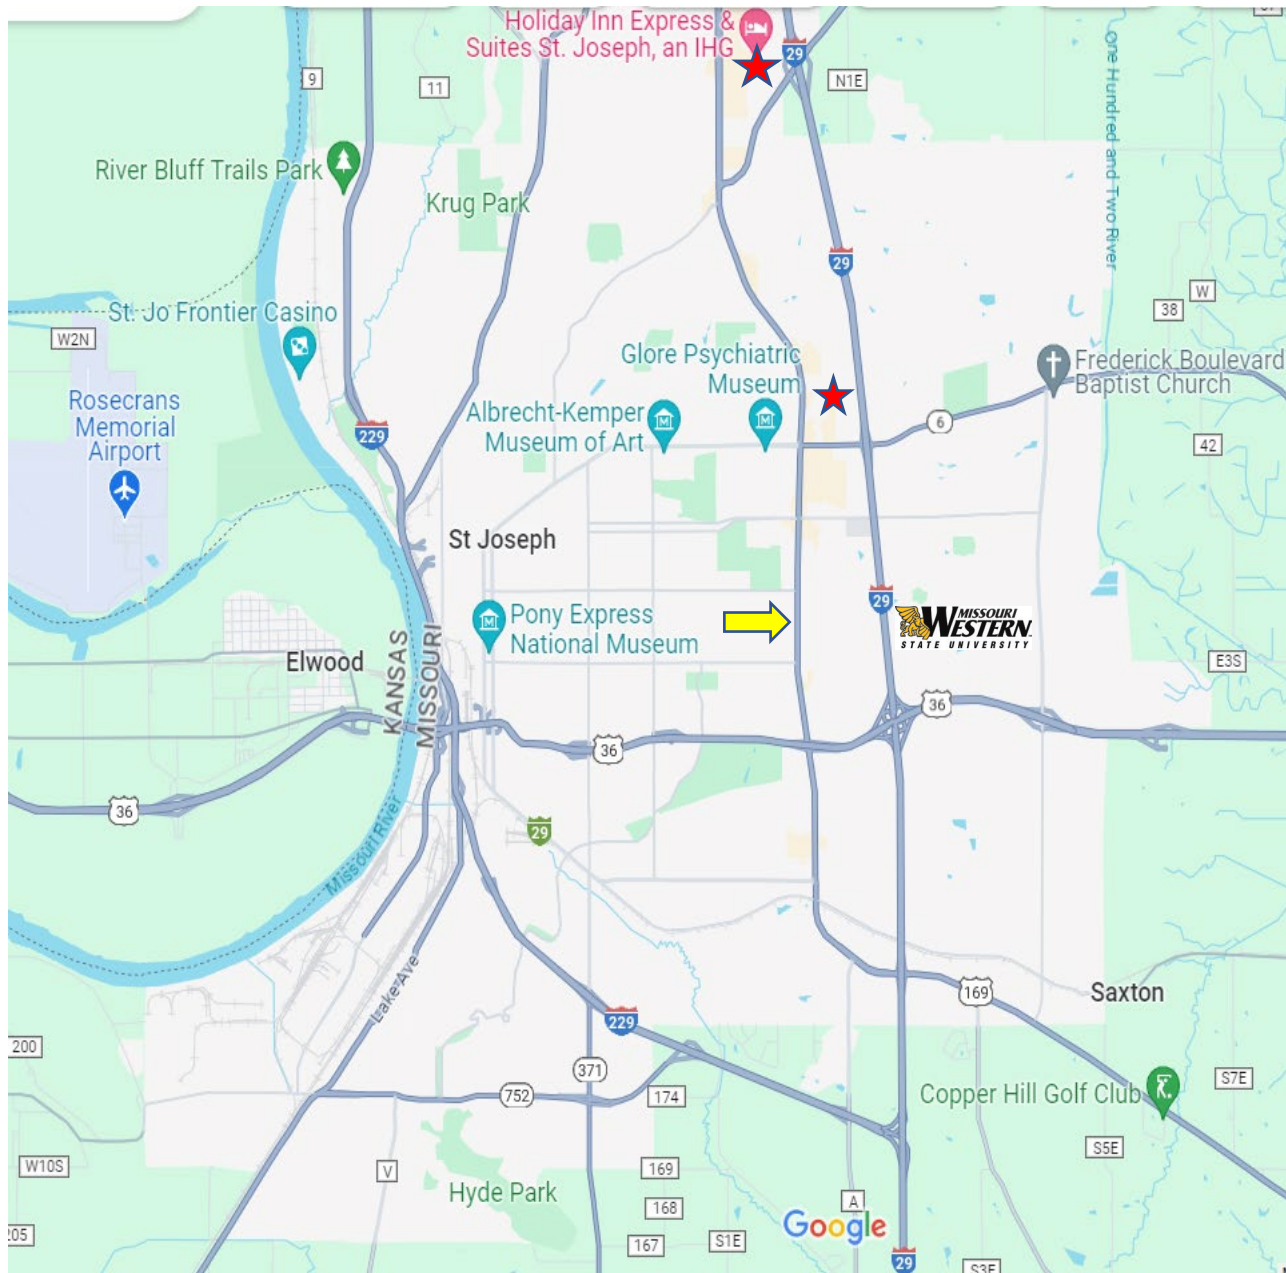 Holiday Inn Express &
Suites St. Joseph, an IHG
29
9
11
N1E
One Hundred and Two River
River Bluff Trails Park
Krug Park
29
W
38
St. Jo Frontier Casino
W2N
Glore Psychiatric
Museum
Frederick Boulevard
Baptist Church
Rosecrans
Memorial
Airport
Albrecht-Kemper
Museum of Art
6
229
42
St Joseph
29
MISSOURI
WESTERN
STATE UNIVERSITY
Pony Express
National Museum
Elwood
KANSAS
MISSOURI
E3S
36
36
36
Missouri River
29
Lake Ave
169
Saxton
229
200
371
752
174
Copper Hill Golf Club
S7E
S5E
W10S
V
169
Hyde Park
168
A
Google
205
167
S1E
29
S3E